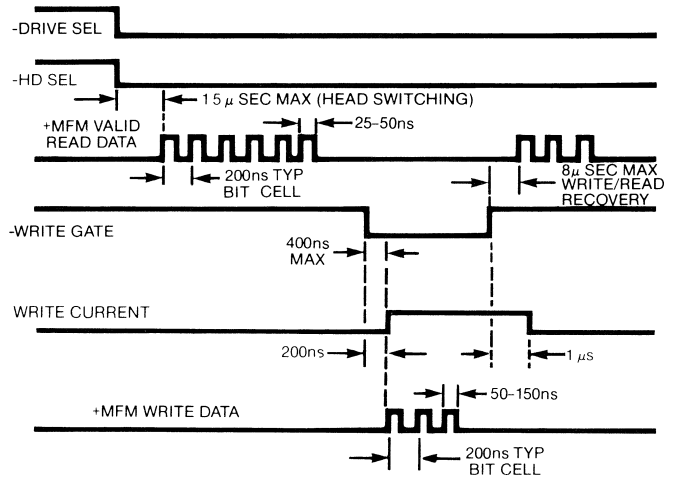 -DRIVE SEL
-HD SEL
15 μ SEC MAX (HEAD SWITCHING)
+MFM VALID
READ DATA
25-50ns
200ns TYP
BIT CELL
8μ SEC MAX
WRITE/READ
RECOVERY
-WRITE GATE
400ns
MAX
WRITE CURRENT
200ns
1 μs
50-150ns
+MFM WRITE DATA
200ns TYP
BIT CELL